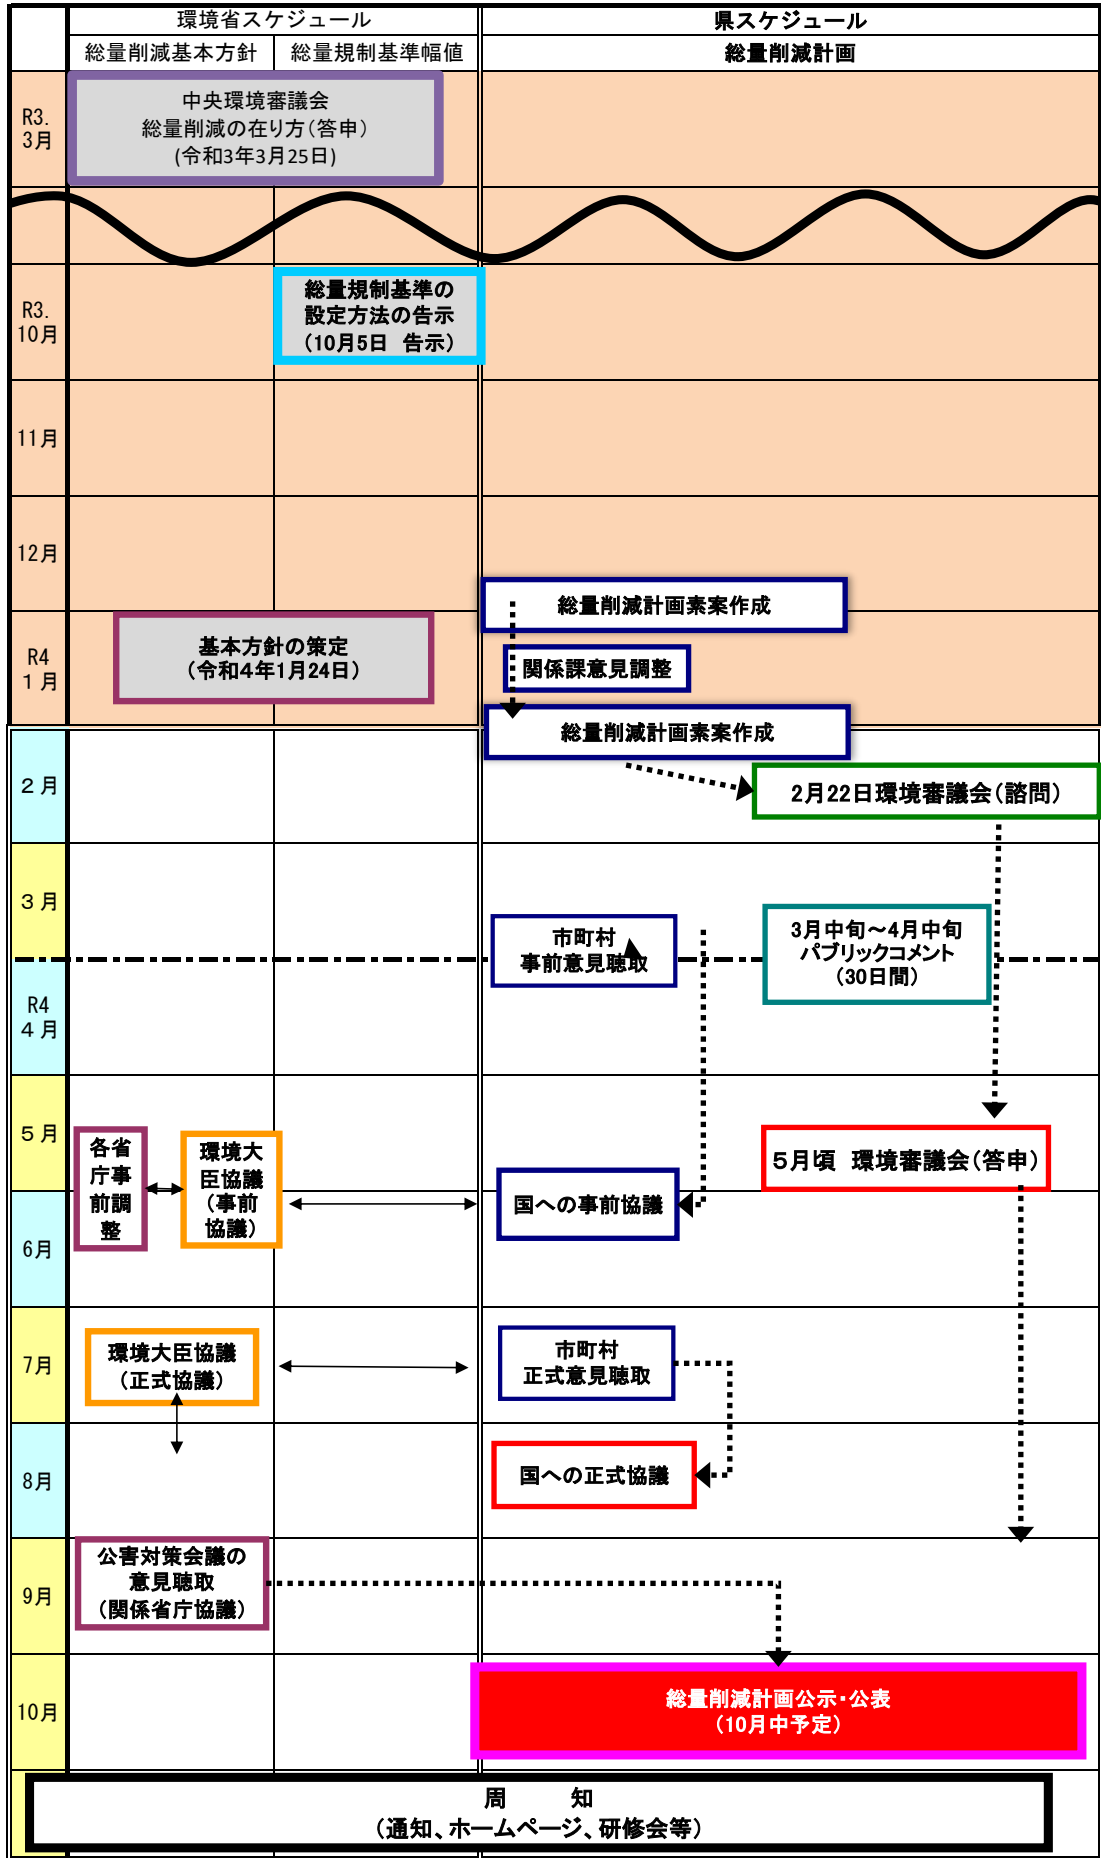 環境省スケジュール
県スケジュール
総量削減基本方針
総量規制基準幅値
総量削減計画
R3.
3月
中央環境審議会
総量削減の在り方(答申)
(令和3年3月25日)
R3.
10月
総量規制基準の
設定方法の告示
(10月5日 告示)
11月
12月
総量削減計画素案作成
R4
1月
基本方針の策定
(令和4年1月24日)
関係課意見調整
総量削減計画素案作成
2月
2月22日環境審議会(諮問)
3月
市町村
事前意見聴取
3月中旬~4月中旬
パブリックコメント
(30日間)
R4
4月
5月
各省
庁事
前調
整
環境大
臣協議
(事前
協議)
5月頃 環境審議会(答申)
国への事前協議
6月
7月
環境大臣協議
(正式協議)
市町村
正式意見聴取
8月
国への正式協議
9月
公害対策会議の
意見聴取
(関係省庁協議)
10月
総量削減計画公示・公表
(10月中予定)
周 知
(通知、ホームページ、研修会等)